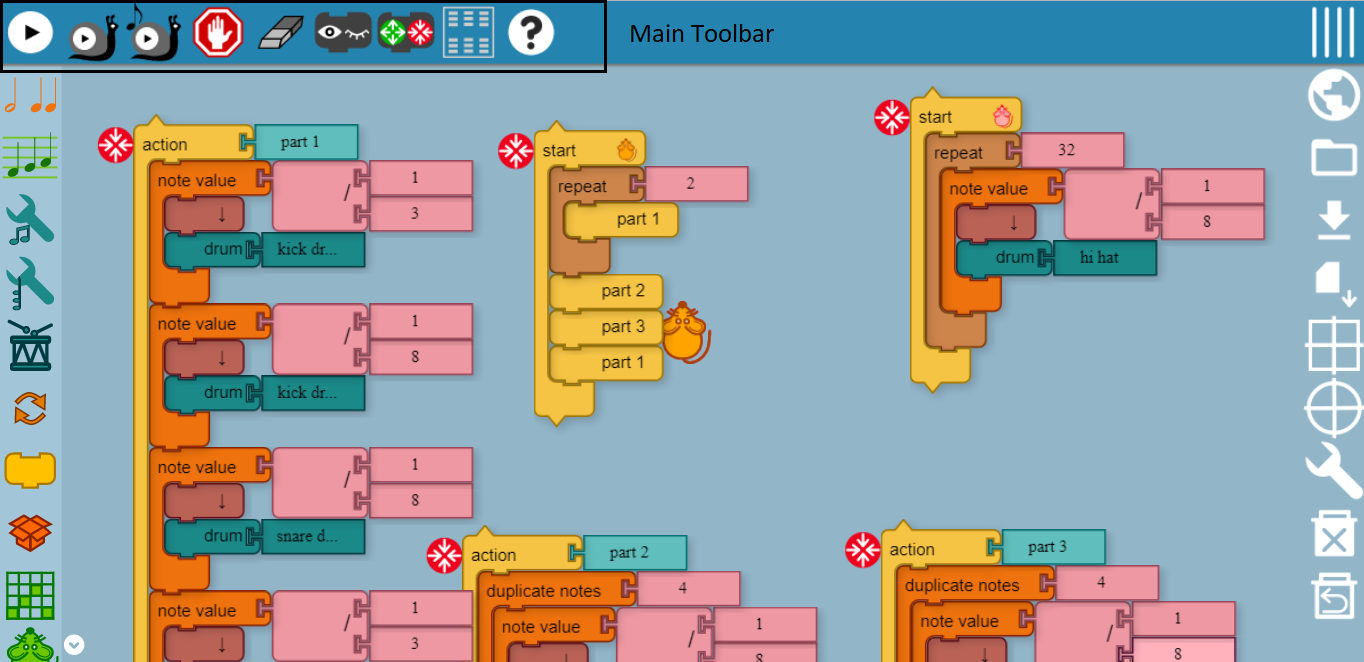 Main Toolbar
?
action
part 1
note value
/
1
3
↓
drum
kick dr...
note value
/
1
8
↓
drum
kick dr...
note value
/
1
8
↓
drum
snare d...
note value
/
1
3
↓
start
repeat
2
part 1
part 2
part 3
part 1
start
repeat
32
note value
/
1
8
↓
drum
hi hat
action
part 2
duplicate notes
4
note value
/
1
8
action
part 3
duplicate notes
4
note value
/
1
8
↓